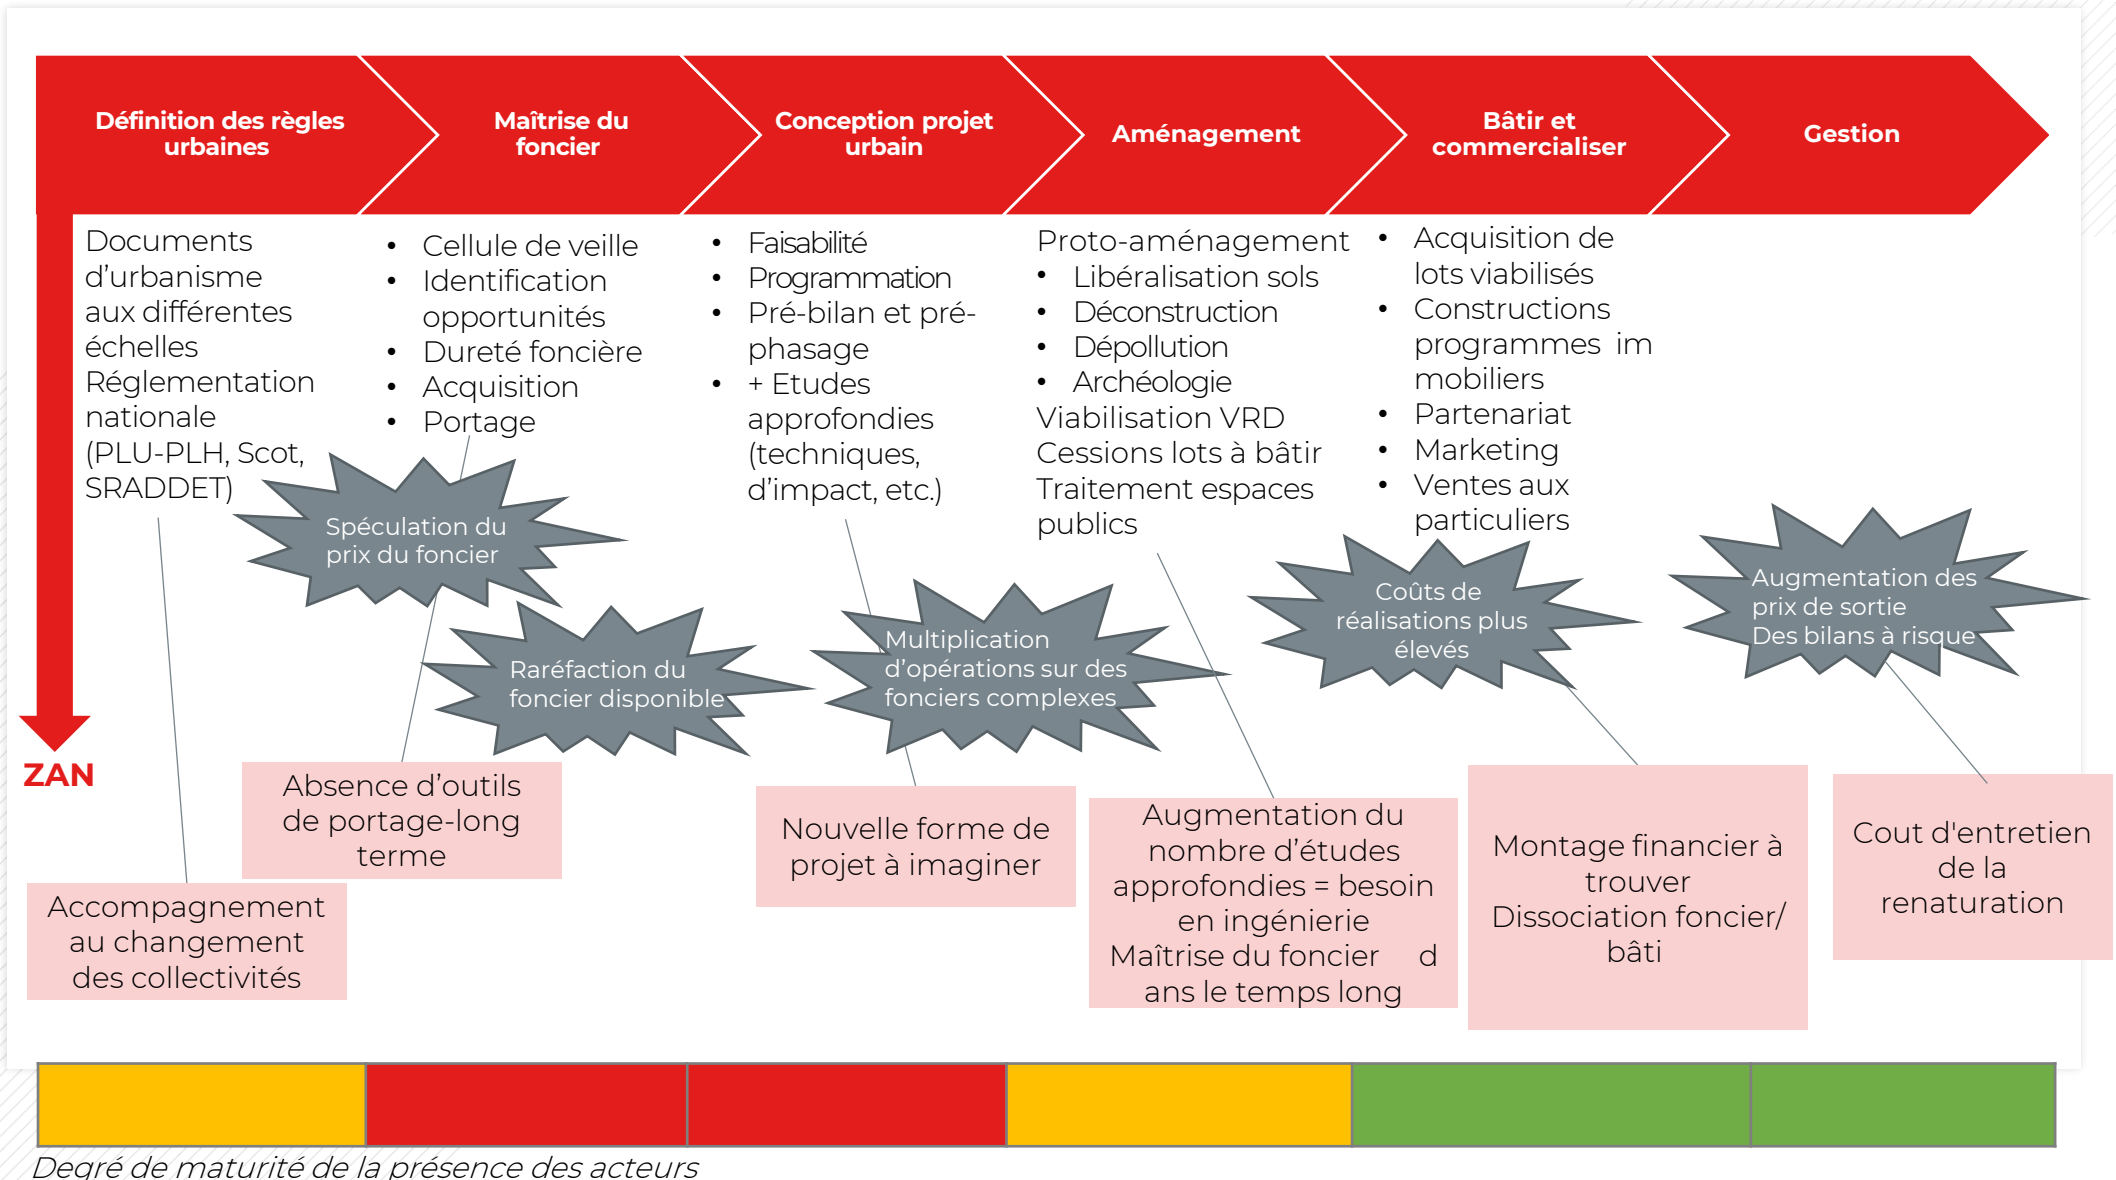 Définition des règles
urbaines
Maîtrise du
foncier
Conception projet
urbain
Aménagement
Bâtir et
commercialiser
Gestion
Documents
d’urbanisme
aux différentes
échelles
Réglementation
nationale
(PLU-PLH, Scot,
SRADDET)
• Cellule de veille
• Identification
opportunités
• Dureté foncière
• Acquisition
• Portage
• Faisabilité
• Programmation
• Pré-bilan et pré-
phasage
• + Etudes
approfondies
(techniques,
d’impact, etc.)
Proto-aménagement
• Libéralisation sols
• Déconstruction
• Dépollution
• Archéologie
Viabilisation VRD
Cessions lots à bâtir
Traitement espaces
publics
• Acquisition de
lots viabilisés
• Constructions
programmes im
mobiliers
• Partenariat
• Marketing
• Ventes aux
particuliers
Spéculation du
prix du foncier
Raréfaction du
foncier disponible
Multiplication
d’opérations sur des
fonciers complexes
Coûts de
réalisations plus
élevés
Augmentation des
prix de sortie
Des bilans à risque
ZAN
Accompagnement
au changement
des collectivités
Absence d’outils
de portage-long
terme
Nouvelle forme de
projet à imaginer
Augmentation du
nombre d’études
approfondies = besoin
en ingénierie
Maîtrise du foncier d
ans le temps long
Montage financier à
trouver
Dissociation foncier/
bâti
Cout d'entretien
de la
renaturation
Degré de maturité de la présence des acteurs